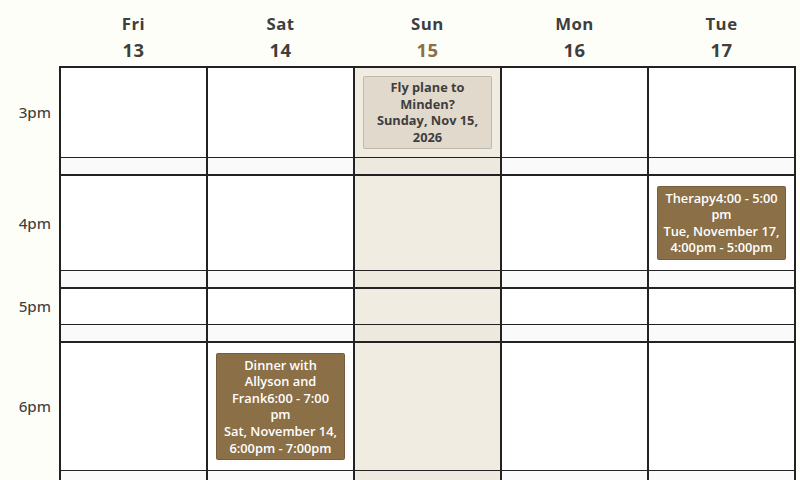 Fri Sat Sun Mon Tue
13 14 15 16 17
3pm
Fly plane to
Minden?
Sunday, Nov 15,
2026
4pm
Therapy4:00 - 5:00
pm
Tue, November 17,
4:00pm - 5:00pm
5pm
6pm
Dinner with
Allyson and
Frank6:00 - 7:00
pm
Sat, November 14,
6:00pm - 7:00pm